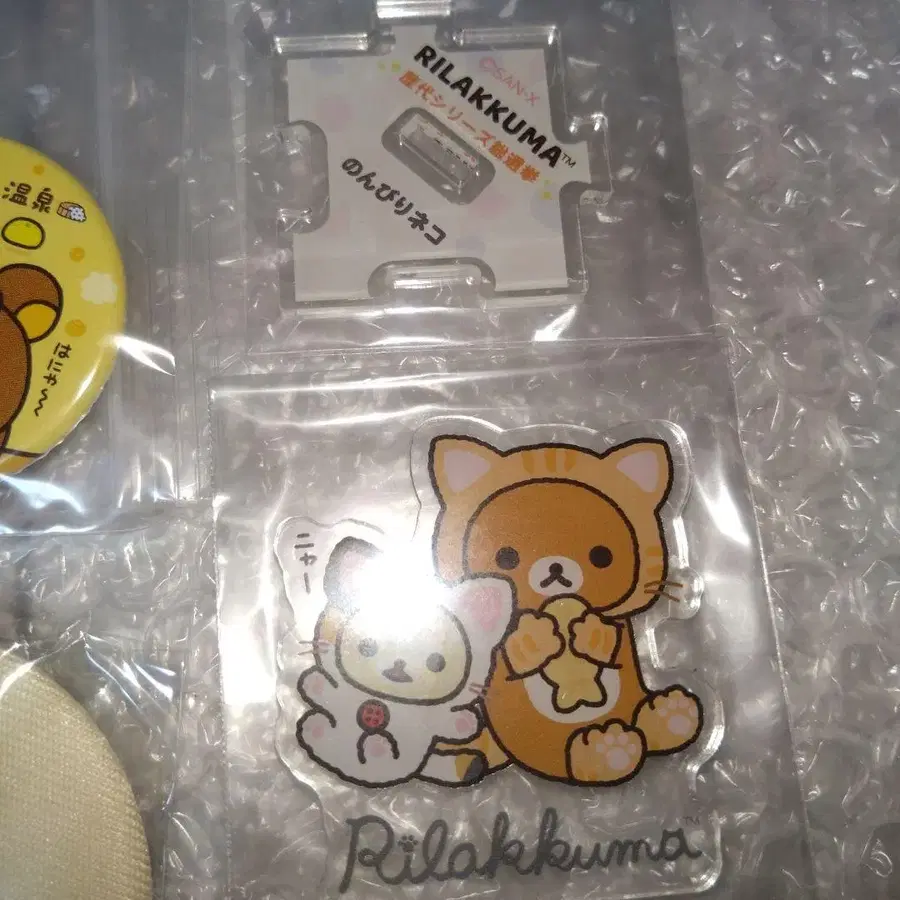 ©SAN-X
RILAKKUMA™
歴代シリーズ総選挙
のんびりネコ
温泉
はにゃ〜
ニャー
Rilakkuma™